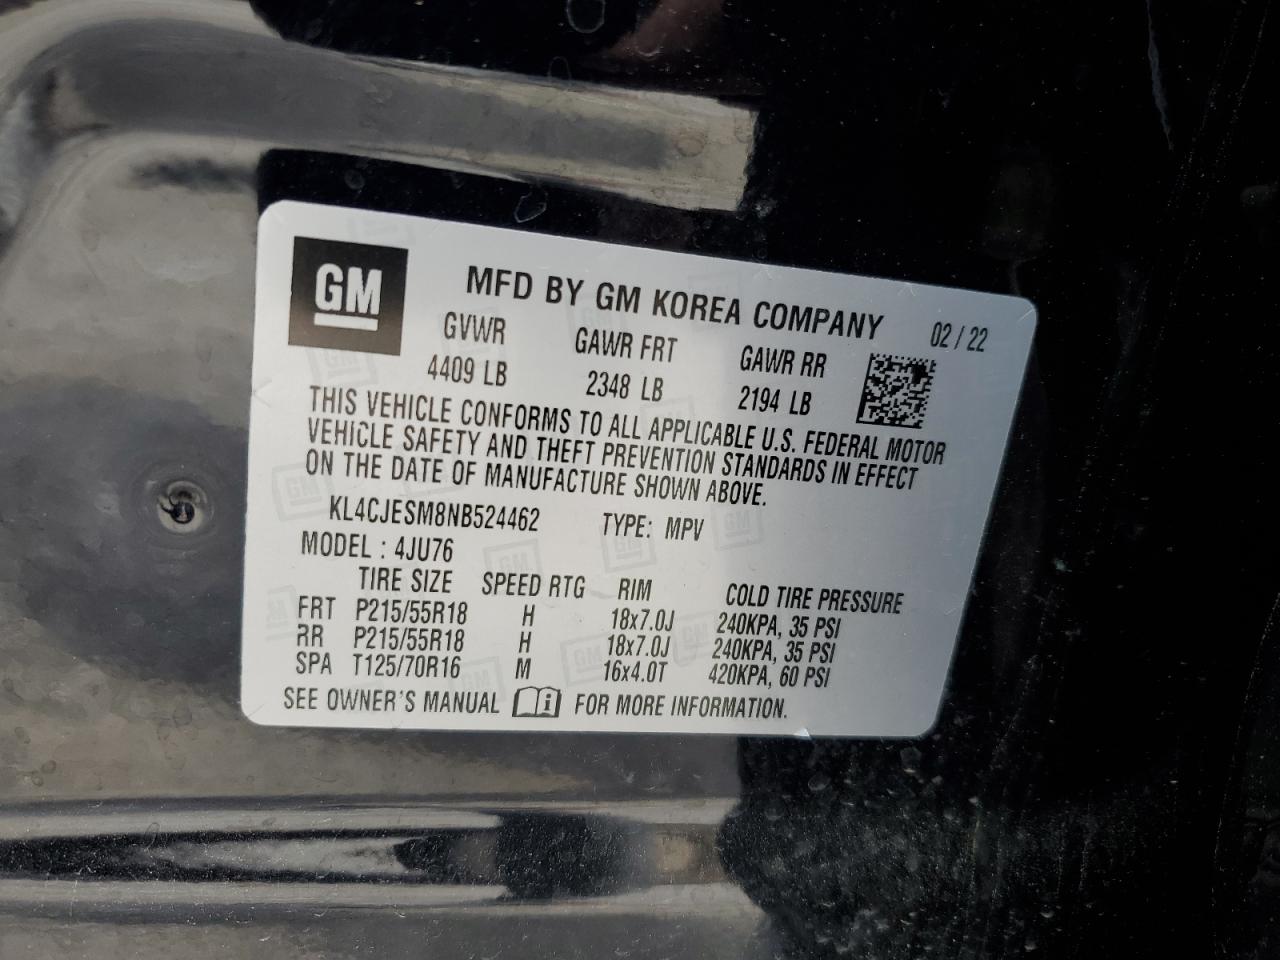 GM
MFD BY GM KOREA COMPANY 02 / 22
GVWR GAWR FRT GAWR RR
4409 LB 2348 LB 2194 LB
THIS VEHICLE CONFORMS TO ALL APPLICABLE U.S. FEDERAL MOTOR
VEHICLE SAFETY AND THEFT PREVENTION STANDARDS IN EFFECT
ON THE DATE OF MANUFACTURE SHOWN ABOVE.
KL4CJESM8NB524462 TYPE: MPV
MODEL : 4JU76
TIRE SIZE SPEED RTG RIM COLD TIRE PRESSURE
FRT P215/55R18 H 18x7.0J 240KPA, 35 PSI
RR P215/55R18 H 18x7.0J 240KPA, 35 PSI
SPA T125/70R16 M 16x4.0T 420KPA, 60 PSI
SEE OWNER'S MANUAL FOR MORE INFORMATION.